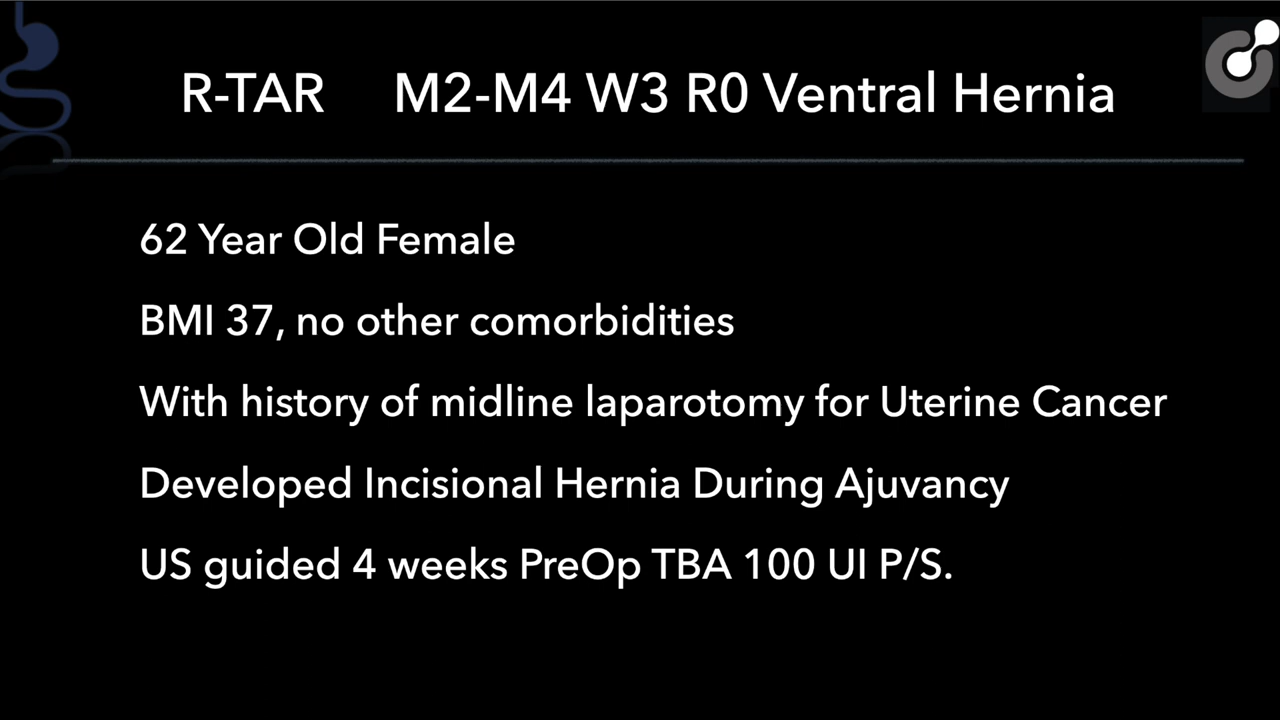 R-TAR M2-M4 W3 R0 Ventral Hernia
62 Year Old Female
BMI 37, no other comorbidities
With history of midline laparotomy for Uterine Cancer
Developed Incisional Hernia During Ajuvancy
US guided 4 weeks PreOp TBA 100 UI P/S.